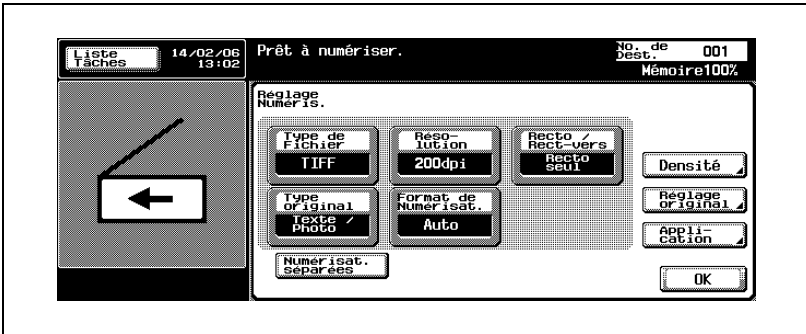 Liste
Tâches
14/02/06
13:02
Prêt à numériser.
No. de
Dest.
001
Mémoire100%
Réglage
Numéris.
Type de
Fichier
TIFF
Réso-
lution
200dpi
Recto /
Rect-vers
Recto
seul
Densité
Type
original
Texte /
Photo
Format de
Numérisat.
Auto
Réglage
original
Appli-
cation
Numérisat.
séparées
OK